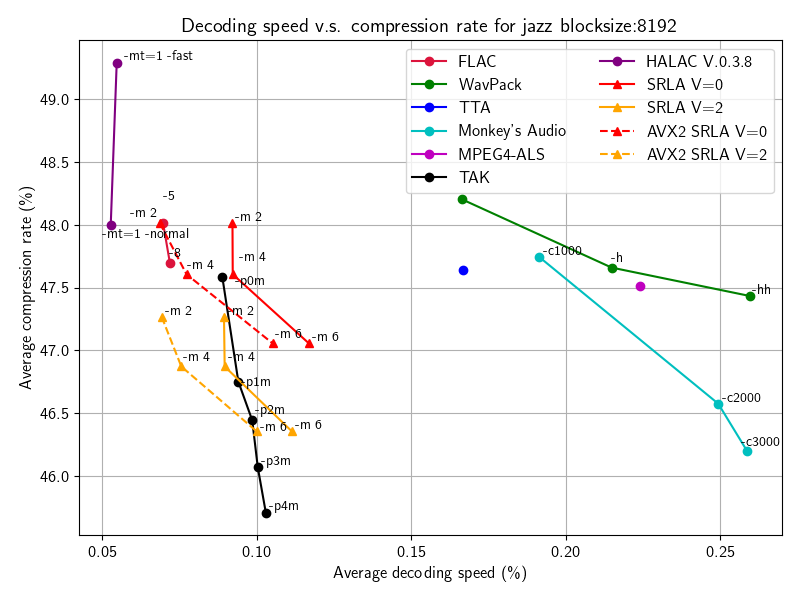 Decoding speed v.s. compression rate for jazz blocksize:8192
Average compression rate (%)
49.0
48.5
48.0
47.5
47.0
46.5
46.0
FLAC
WavPack
TTA
Monkey's Audio
MPEG4-ALS
TAK
HALAC V.0.3.8
SRLA V=0
SRLA V=2
AVX2 SRLA V=0
AVX2 SRLA V=2
-mt=1 -fast
-5
-m 2
-m 2
-mt=1 -normal
-8
-m 4
-m 4
-p0m
-c1000
-h
-hh
-m 2
-m 2
-m 6
-m 6
-m 4
-m 4
-p1m
-c2000
-p2m
-m 6
-m 6
-c3000
-p3m
-p4m
0.05
0.10
0.15
0.20
0.25
Average decoding speed (%)